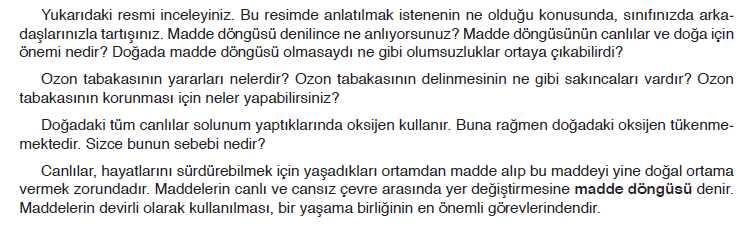 Yukarıdaki resmi inceleyiniz. Bu resimde anlatılmak istenenin ne olduğu konusunda, sınıfınızda arka-
daşlarınızla tartışınız. Madde döngüsü denilince ne anlıyorsunuz? Madde döngüsünün canlılar ve doğa için
önemi nedir? Doğada madde döngüsü olmasaydı ne gibi olumsuzluklar ortaya çıkabilirdi?
Ozon tabakasının yararları nelerdir? Ozon tabakasının delinmesinin ne gibi sakıncaları vardır? Ozon
tabakasının korunması için neler yapabilirsiniz?
Doğadaki tüm canlılar solunum yaptıklarında oksijen kullanır. Buna rağmen doğadaki oksijen tükenme-
mektedir. Sizce bunun sebebi nedir?
Canlılar, hayatlarını sürdürebilmek için yaşadıkları ortamdan madde alıp bu maddeyi yine doğal ortama
vermek zorundadır. Maddelerin canlı ve cansız çevre arasında yer değiştirmesine madde döngüsü denir.
Maddelerin devirli olarak kullanılması, bir yaşama birliğinin en önemli görevlerindendir.